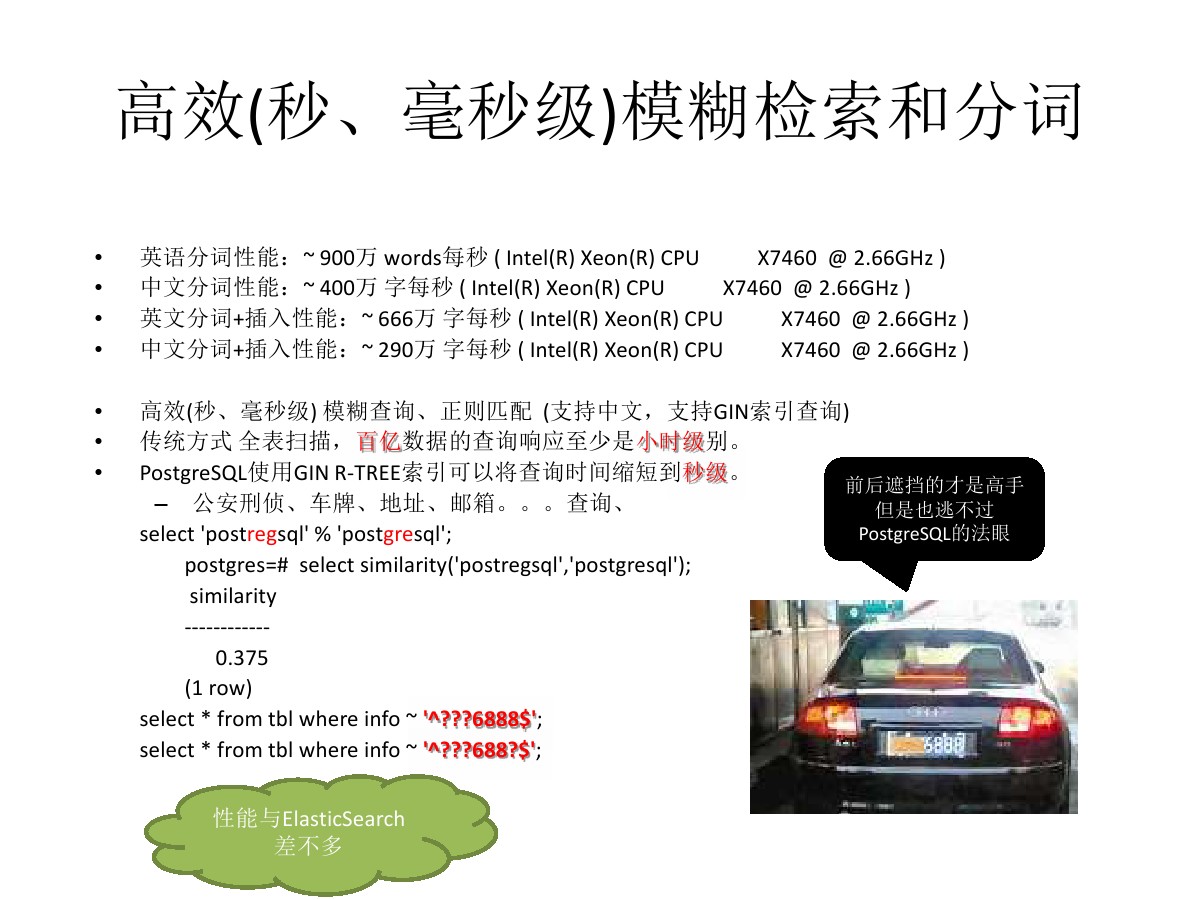 高效(秒、毫秒级)模糊检索和分词
• 英语分词性能：~ 900万 words每秒 ( Intel(R) Xeon(R) CPU X7460 @ 2.66GHz )
• 中文分词性能：~ 400万 字每秒 ( Intel(R) Xeon(R) CPU X7460 @ 2.66GHz )
• 英文分词+插入性能：~ 666万 字每秒 ( Intel(R) Xeon(R) CPU X7460 @ 2.66GHz )
• 中文分词+插入性能：~ 290万 字每秒 ( Intel(R) Xeon(R) CPU X7460 @ 2.66GHz )
• 高效(秒、毫秒级) 模糊查询、正则匹配 (支持中文，支持GIN索引查询)
• 传统方式 全表扫描，百亿数据的查询响应至少是小时级别。
• PostgreSQL使用GIN R-TREE索引可以将查询时间缩短到秒级。
– 公安刑侦、车牌、地址、邮箱。。。查询、
select 'postregsql' % 'postgresql';
postgres=# select similarity('postregsql','postgresql');
similarity
------------
0.375
(1 row)
select * from tbl where info ~ '^???6888$';
select * from tbl where info ~ '^???688?$';
前后遮挡的才是高手
但是也逃不过
PostgreSQL的法眼
6888
性能与ElasticSearch
差不多